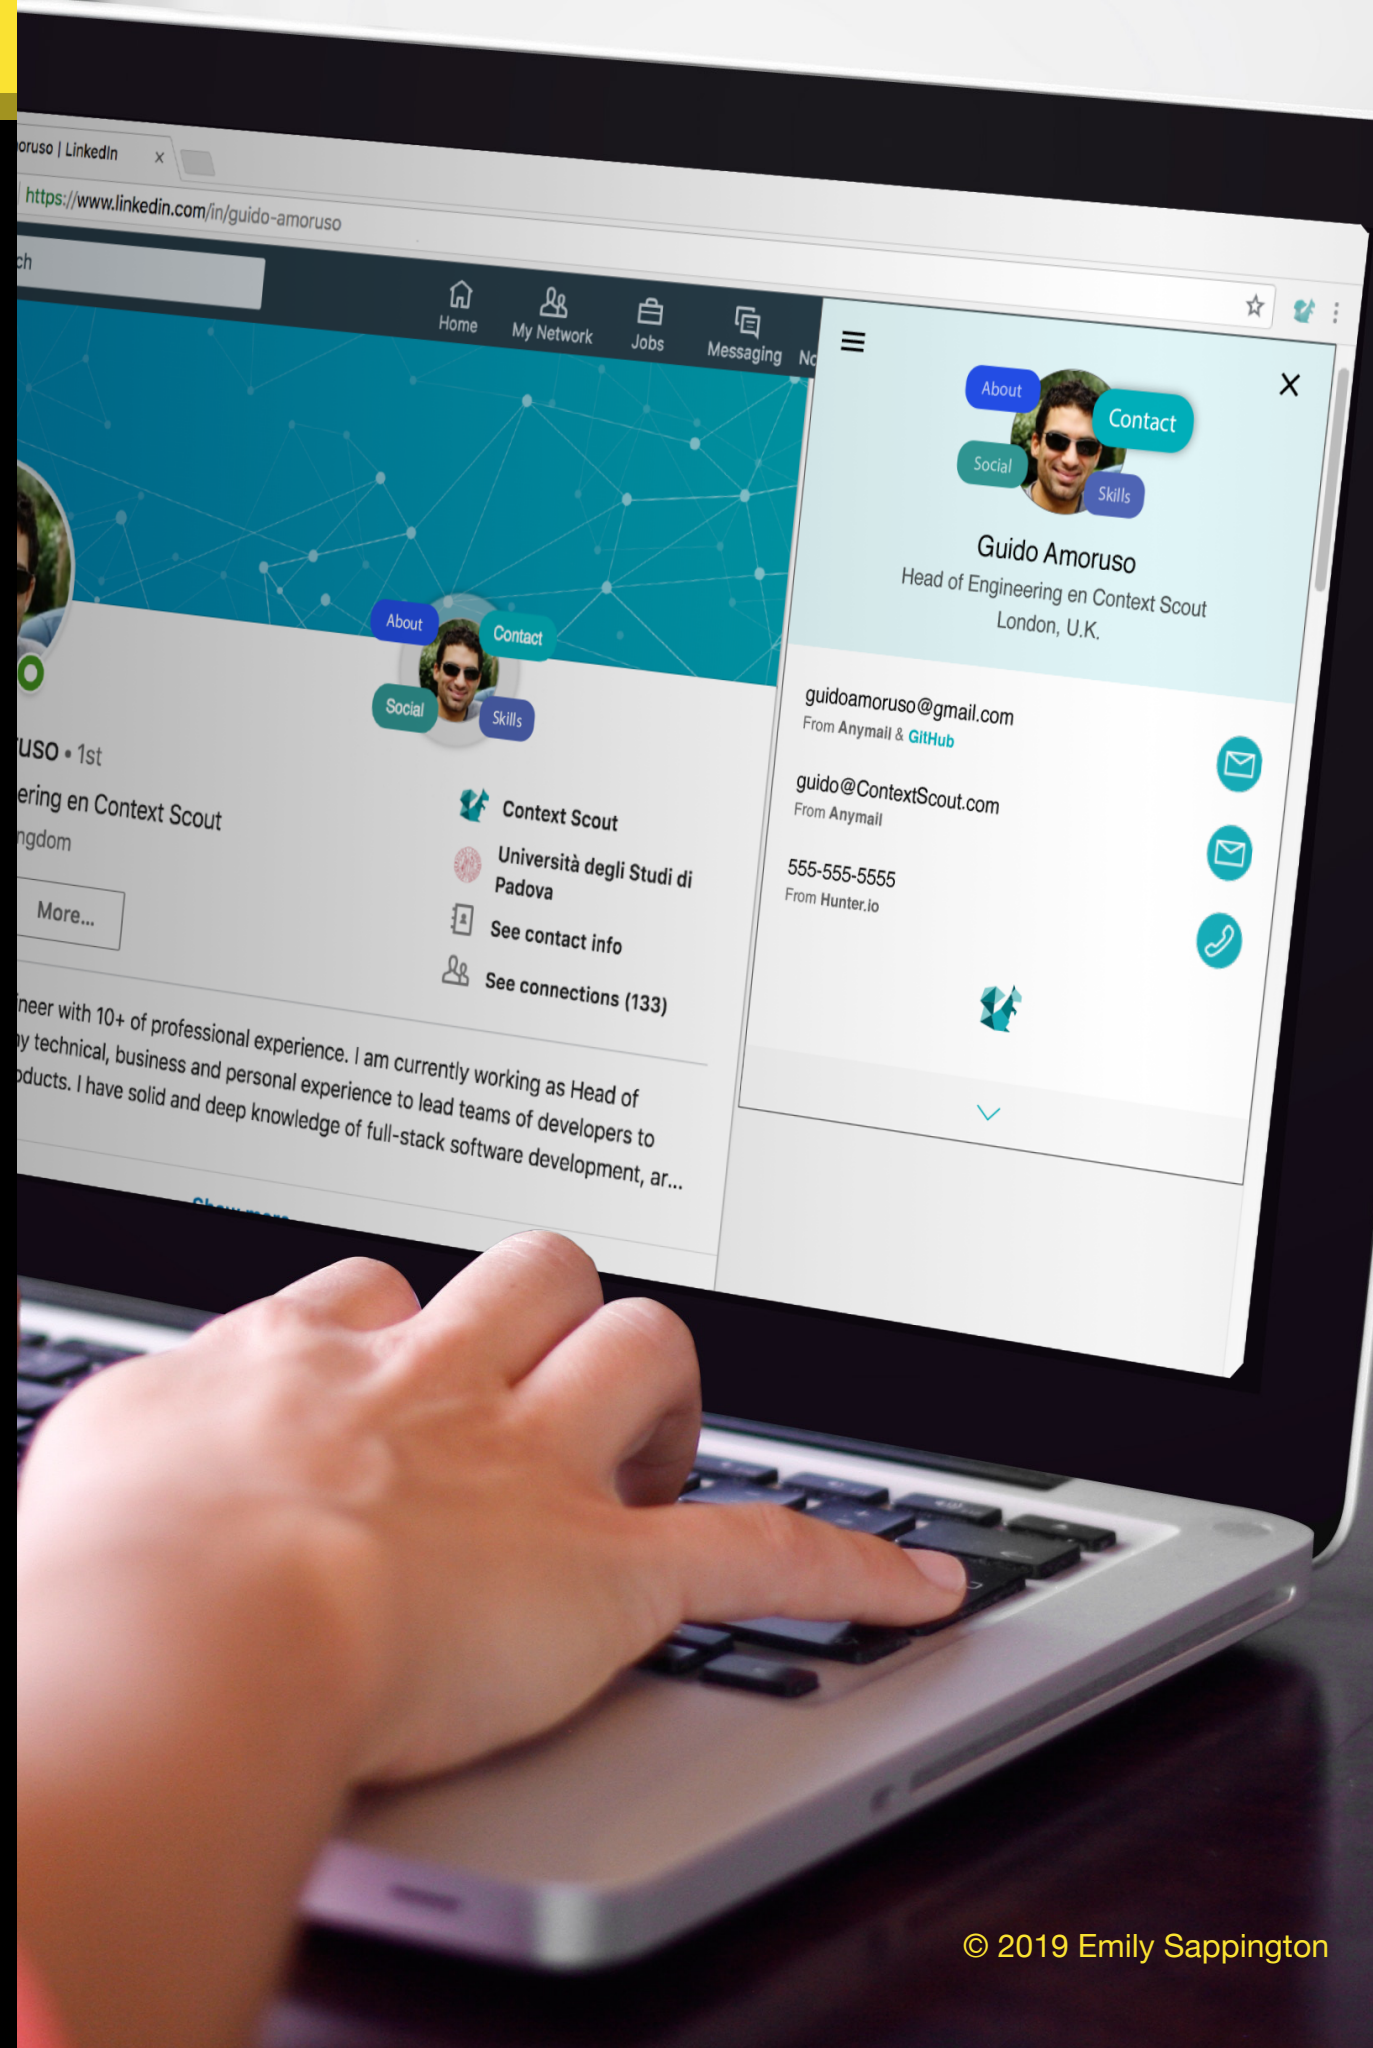 oruso | LinkedIn
https://www.linkedin.com/in/guido-amoruso
ch
Home
My Network
Jobs
Messaging
No
About
Contact
Social
Skills
Guido Amoruso
Head of Engineering en Context Scout
London, U.K.
guidoamoruso@gmail.com
From Anymail & GitHub
guido@ContextScout.com
From Anymail
555-555-5555
From Hunter.io
About
Contact
Social
Skills
ruso • 1st
ering en Context Scout
ngdom
More...
Context Scout
Università degli Studi di
Padova
See contact info
See connections (133)
neer with 10+ of professional experience. I am currently working as Head of
y technical, business and personal experience to lead teams of developers to
oducts. I have solid and deep knowledge of full-stack software development, ar...
Show more
© 2019 Emily Sappington